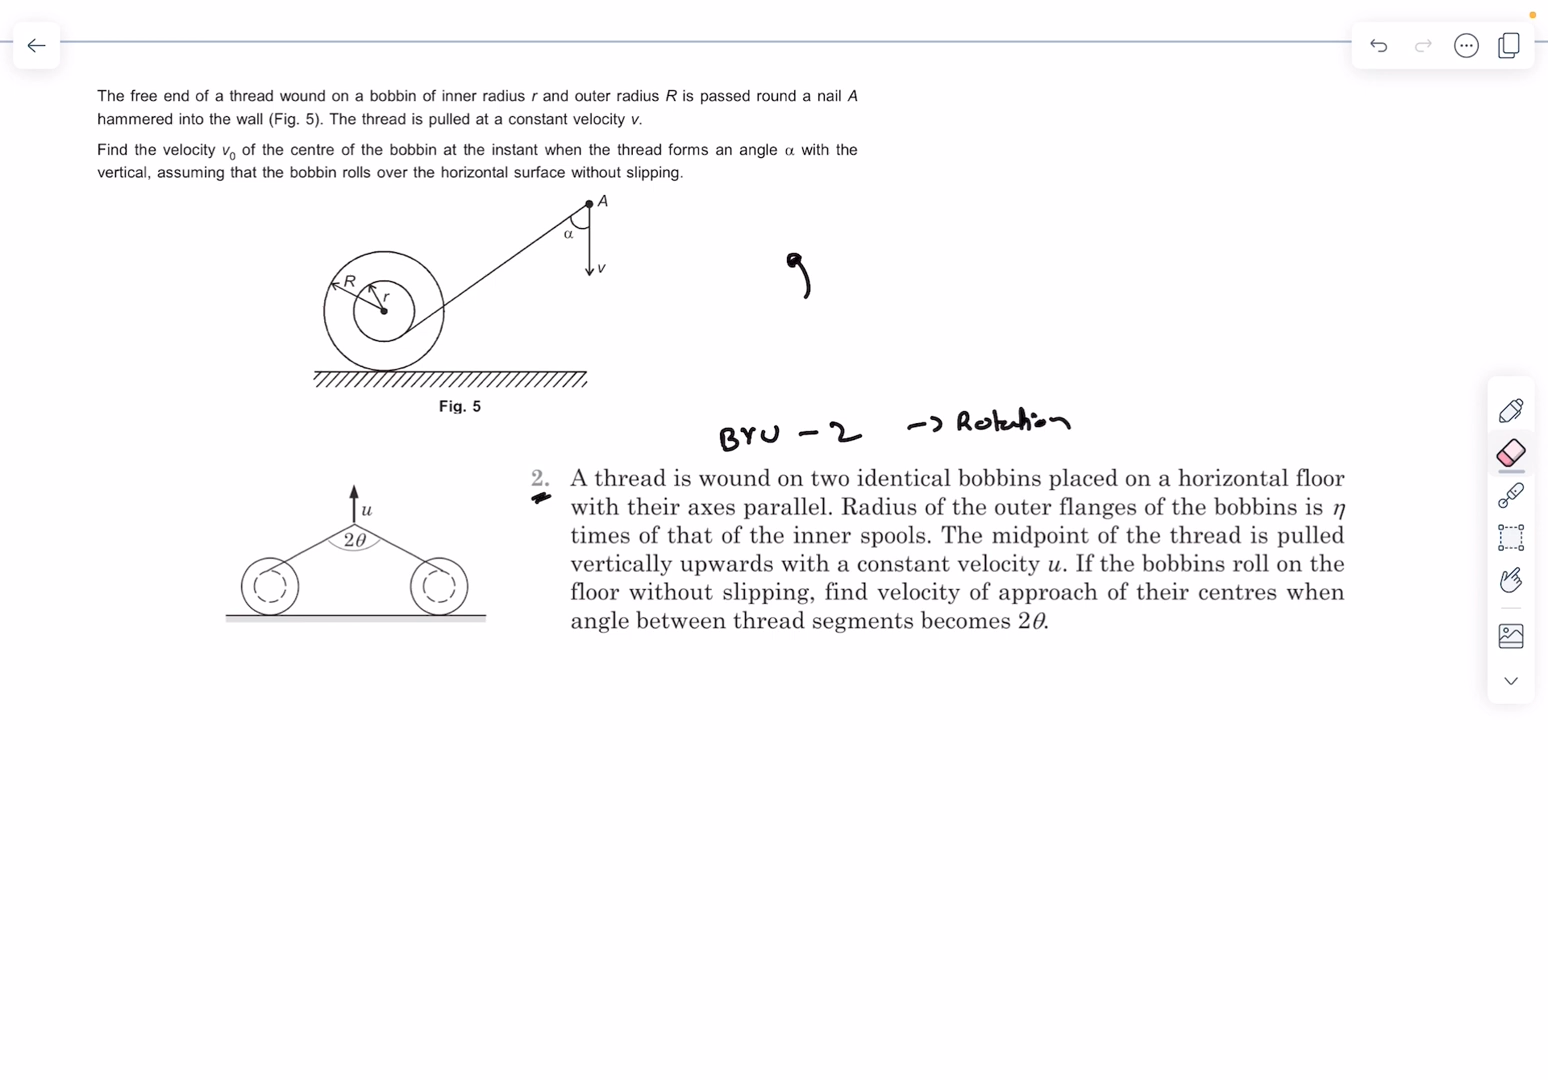 The free end of a thread wound on a bobbin of inner radius r and outer radius R is passed round a nail A
hammered into the wall (Fig. 5). The thread is pulled at a constant velocity v.
Find the velocity v₀ of the centre of the bobbin at the instant when the thread forms an angle α with the
vertical, assuming that the bobbin rolls over the horizontal surface without slipping.
A
α
v
R
r
Fig. 5
BYU - 2 -> Rotation
2. A thread is wound on two identical bobbins placed on a horizontal floor
with their axes parallel. Radius of the outer flanges of the bobbins is η
times of that of the inner spools. The midpoint of the thread is pulled
vertically upwards with a constant velocity u. If the bobbins roll on the
floor without slipping, find velocity of approach of their centres when
angle between thread segments becomes 2θ.
u
2θ